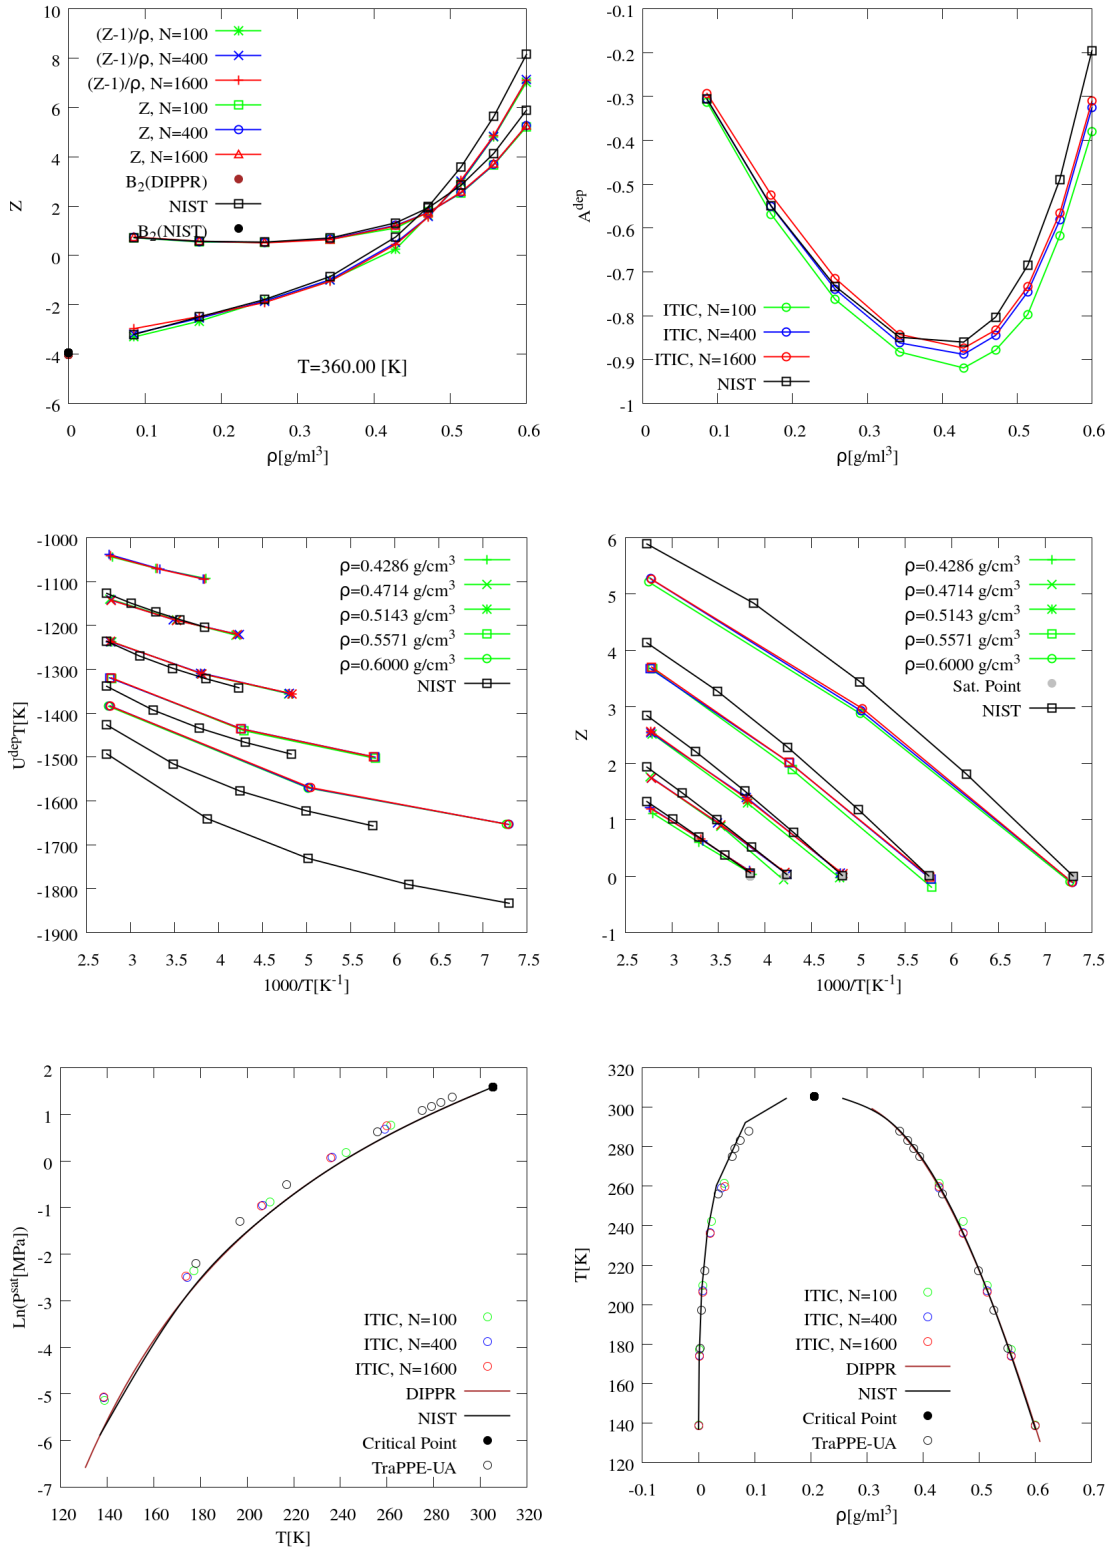 10
8
6
4
2
0
-2
-4
-6
Z
(Z-1)/ρ, N=100
(Z-1)/ρ, N=400
(Z-1)/ρ, N=1600
Z, N=100
Z, N=400
Z, N=1600
B2(DIPPR)
NIST
B2(NIST)
T=360.00 [K]
0 0.1 0.2 0.3 0.4 0.5 0.6
ρ[g/ml3]
-0.1
-0.2
-0.3
-0.4
-0.5
-0.6
-0.7
-0.8
-0.9
-1
Adep
ITIC, N=100
ITIC, N=400
ITIC, N=1600
NIST
0 0.1 0.2 0.3 0.4 0.5 0.6
ρ[g/ml3]
-1000
-1100
-1200
-1300
-1400
-1500
-1600
-1700
-1800
-1900
UdepT[K]
ρ=0.4286 g/cm3
ρ=0.4714 g/cm3
ρ=0.5143 g/cm3
ρ=0.5571 g/cm3
ρ=0.6000 g/cm3
NIST
2.5 3 3.5 4 4.5 5 5.5 6 6.5 7 7.5
1000/T[K-1]
6
5
4
3
2
1
0
-1
Z
ρ=0.4286 g/cm3
ρ=0.4714 g/cm3
ρ=0.5143 g/cm3
ρ=0.5571 g/cm3
ρ=0.6000 g/cm3
Sat. Point
NIST
2.5 3 3.5 4 4.5 5 5.5 6 6.5 7 7.5
1000/T[K-1]
2
1
0
-1
-2
-3
-4
-5
-6
-7
Ln(Psat[MPa])
ITIC, N=100
ITIC, N=400
ITIC, N=1600
DIPPR
NIST
Critical Point
TraPPE-UA
120 140 160 180 200 220 240 260 280 300 320
T[K]
320
300
280
260
240
220
200
180
160
140
120
T[K]
ITIC, N=100
ITIC, N=400
ITIC, N=1600
DIPPR
NIST
Critical Point
TraPPE-UA
-0.1 0 0.1 0.2 0.3 0.4 0.5 0.6 0.7
ρ[g/ml3]